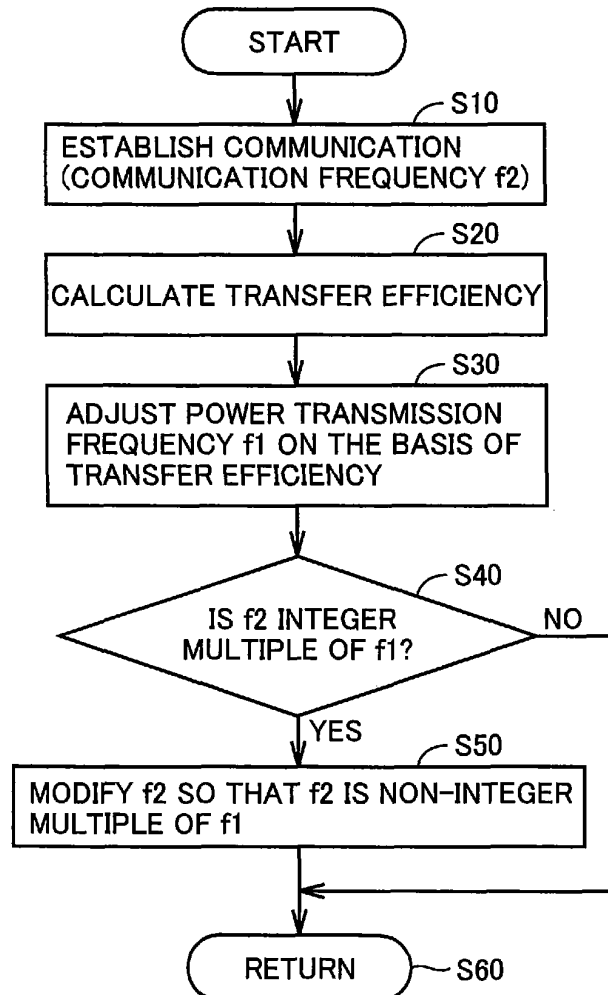 START
S10
ESTABLISH COMMUNICATION
(COMMUNICATION FREQUENCY f2)
S20
CALCULATE TRANSFER EFFICIENCY
S30
ADJUST POWER TRANSMISSION
FREQUENCY f1 ON THE BASIS OF
TRANSFER EFFICIENCY
S40
IS f2 INTEGER
MULTIPLE OF f1?
NO
YES
S50
MODIFY f2 SO THAT f2 IS NON-INTEGER
MULTIPLE OF f1
RETURN
S60